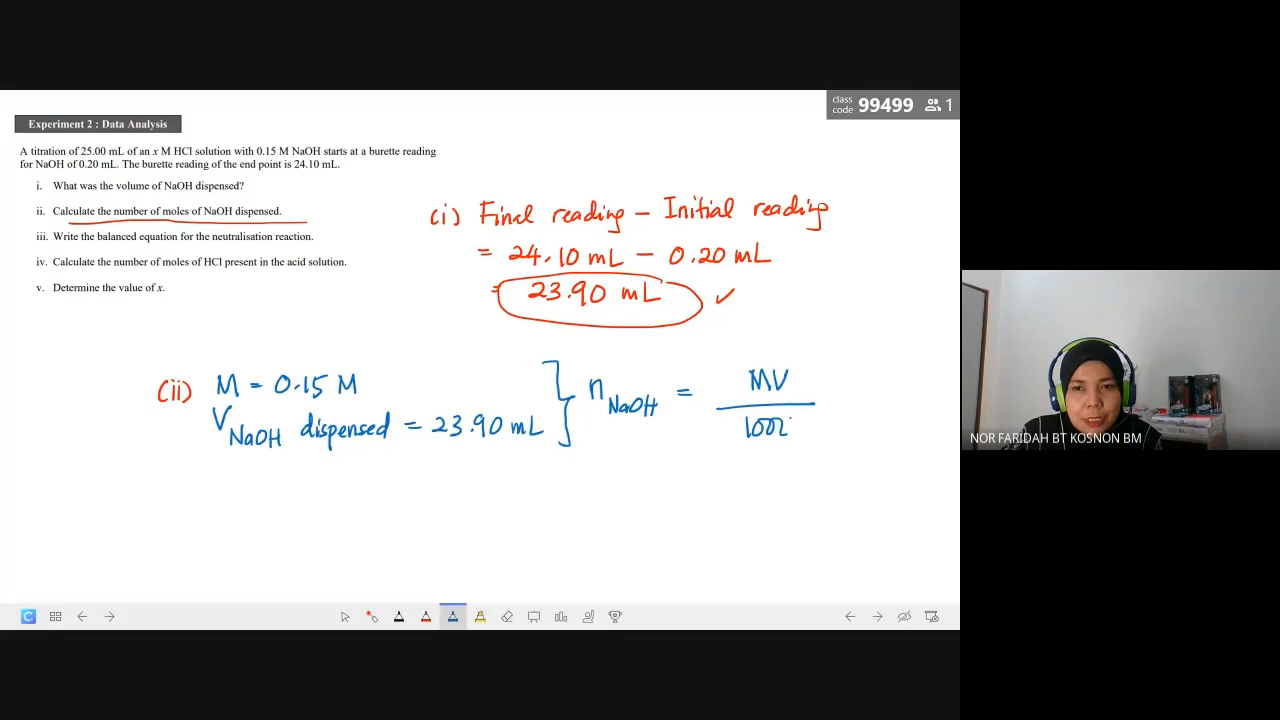 class code 99499 1
Experiment 2 : Data Analysis
A titration of 25.00 mL of an x M HCl solution with 0.15 M NaOH starts at a burette reading
for NaOH of 0.20 mL. The burette reading of the end point is 24.10 mL.
i. What was the volume of NaOH dispensed?
ii. Calculate the number of moles of NaOH dispensed.
iii. Write the balanced equation for the neutralisation reaction.
iv. Calculate the number of moles of HCl present in the acid solution.
v. Determine the value of x.
(i) Final reading - Initial reading
= 24.10 mL - 0.20 mL
= 23.90 mL ✓
(ii) M = 0.15 M
V NaOH dispensed = 23.90 mL
n NaOH = MV
NOR FARIDAH BT KOSNON BM